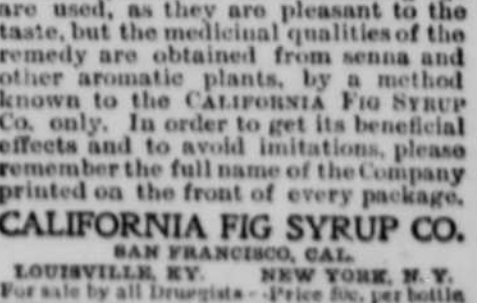 are used, as they are pleasant to the
taste, but the medicinal qualities of the
remedy are obtained from senna and
other aromatic plants, by a method
known to the CALIFORNIA FIG SYRUP
Co. only. In order to get its beneficial
effects and to avoid imitations, please
remember the full name of the Company
printed on the front of every package.
CALIFORNIA FIG SYRUP CO.
SAN FRANCISCO, CAL.
LOUISVILLE, KY. NEW YORK, N. Y.
For sale by all Druggists.--Price 50c. per bottle